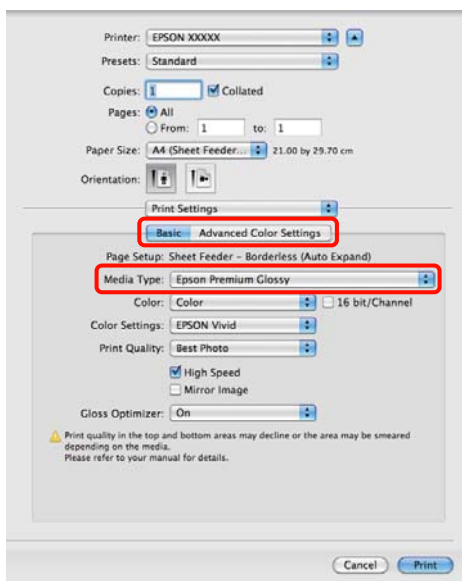 Printer: EPSON XXXXX
Presets: Standard
Copies: 1 Collated
Pages: All
From: 1 to: 1
Paper Size: A4 (Sheet Feeder... 21.00 by 29.70 cm
Orientation:
Print Settings
Basic Advanced Color Settings
Page Setup: Sheet Feeder - Borderless (Auto Expand)
Media Type: Epson Premium Glossy
Color: Color 16 bit/Channel
Color Settings: EPSON Vivid
Print Quality: Best Photo
High Speed
Mirror Image
Gloss Optimizer: On
Print quality in the top and bottom areas may decline or the area may be smeared
depending on the media.
Please refer to your manual for details.
Cancel Print